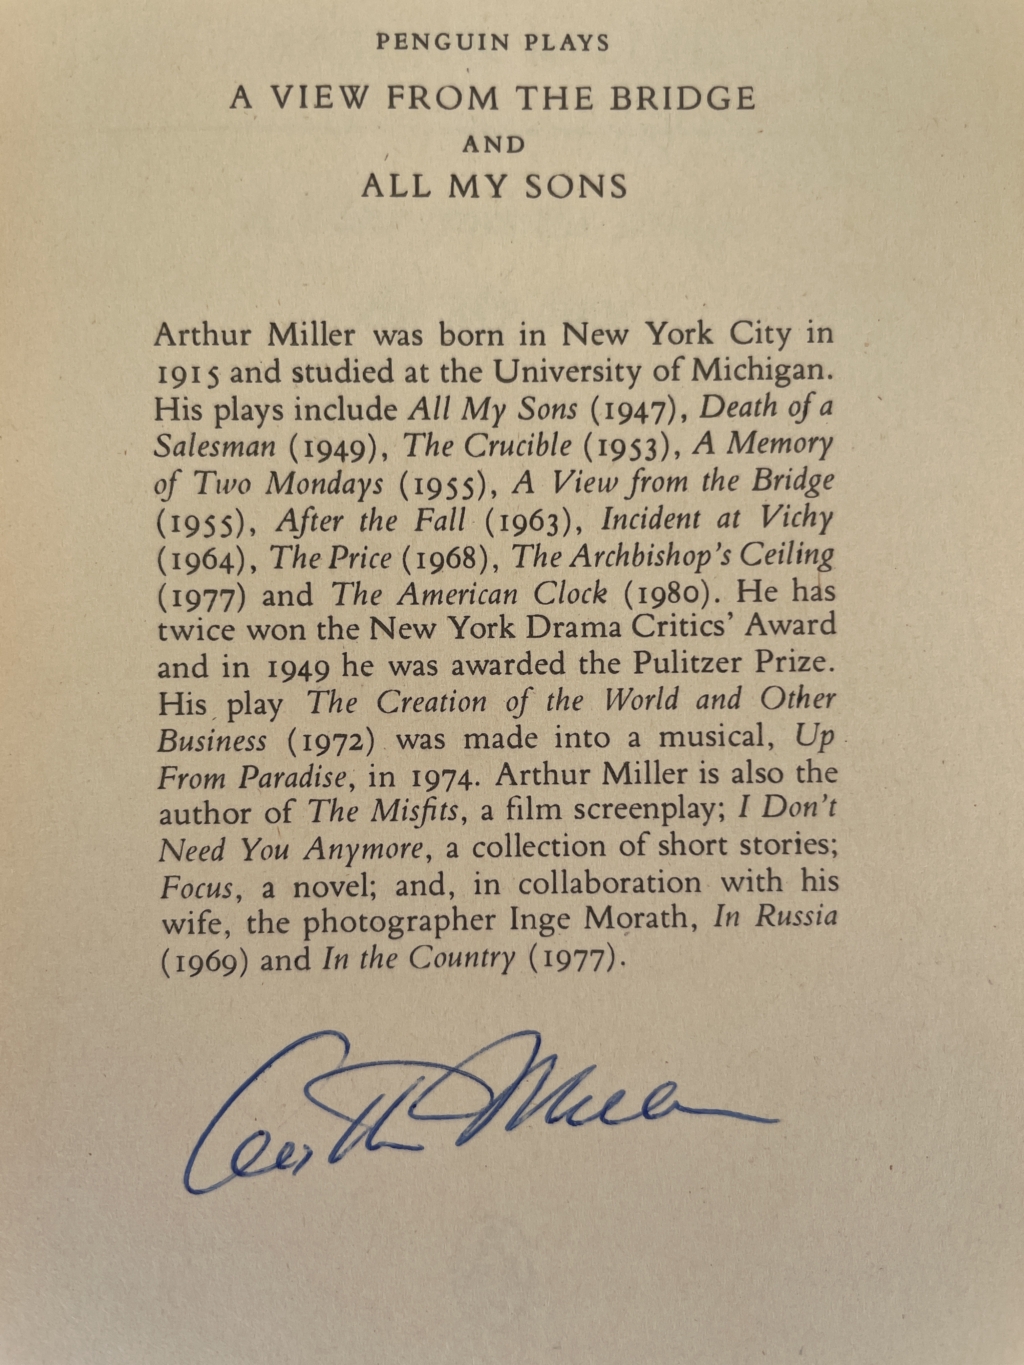 PENGUIN PLAYS
A VIEW FROM THE BRIDGE
AND
ALL MY SONS
Arthur Miller was born in New York City in
1915 and studied at the University of Michigan.
His plays include All My Sons (1947), Death of a
Salesman (1949), The Crucible (1953), A Memory
of Two Mondays (1955), A View from the Bridge
(1955), After the Fall (1963), Incident at Vichy
(1964), The Price (1968), The Archbishop's Ceiling
(1977) and The American Clock (1980). He has
twice won the New York Drama Critics' Award
and in 1949 he was awarded the Pulitzer Prize.
His play The Creation of the World and Other
Business (1972) was made into a musical, Up
From Paradise, in 1974. Arthur Miller is also the
author of The Misfits, a film screenplay; I Don't
Need You Anymore, a collection of short stories;
Focus, a novel; and, in collaboration with his
wife, the photographer Inge Morath, In Russia
(1969) and In the Country (1977).
Arthur Miller